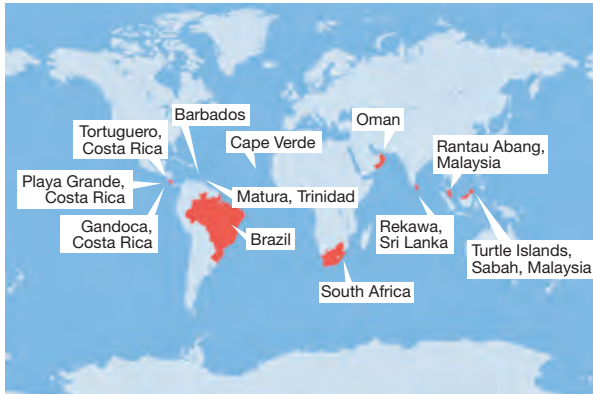 Barbados
Tortuguero,
Costa Rica
Cape Verde
Oman
Rantau Abang,
Malaysia
Playa Grande,
Costa Rica
Matura, Trinidad
Gandoca,
Costa Rica
Brazil
Rekawa,
Sri Lanka
Turtle Islands,
Sabah, Malaysia
South Africa